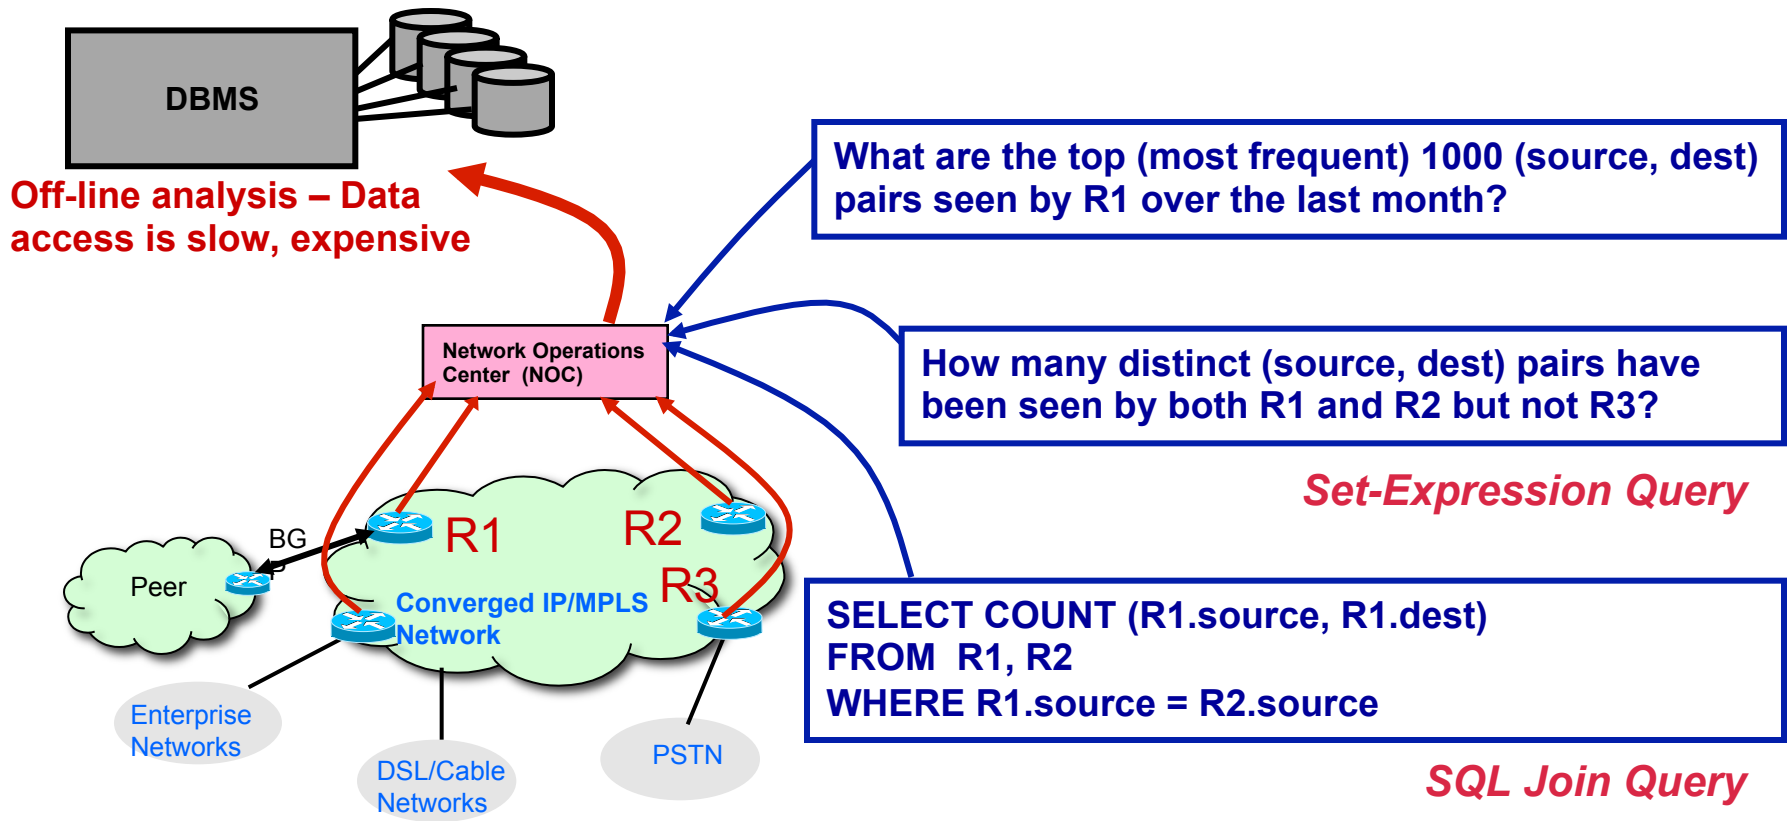 DBMS
Off-line analysis – Data
access is slow, expensive
What are the top (most frequent) 1000 (source, dest)
pairs seen by R1 over the last month?
Network Operations
Center (NOC)
How many distinct (source, dest) pairs have
been seen by both R1 and R2 but not R3?
Set-Expression Query
R1
R2
BG
P
Peer
R3
Converged IP/MPLS
Network
SELECT COUNT (R1.source, R1.dest)
FROM R1, R2
WHERE R1.source = R2.source
SQL Join Query
Enterprise
Networks
DSL/Cable
Networks
PSTN